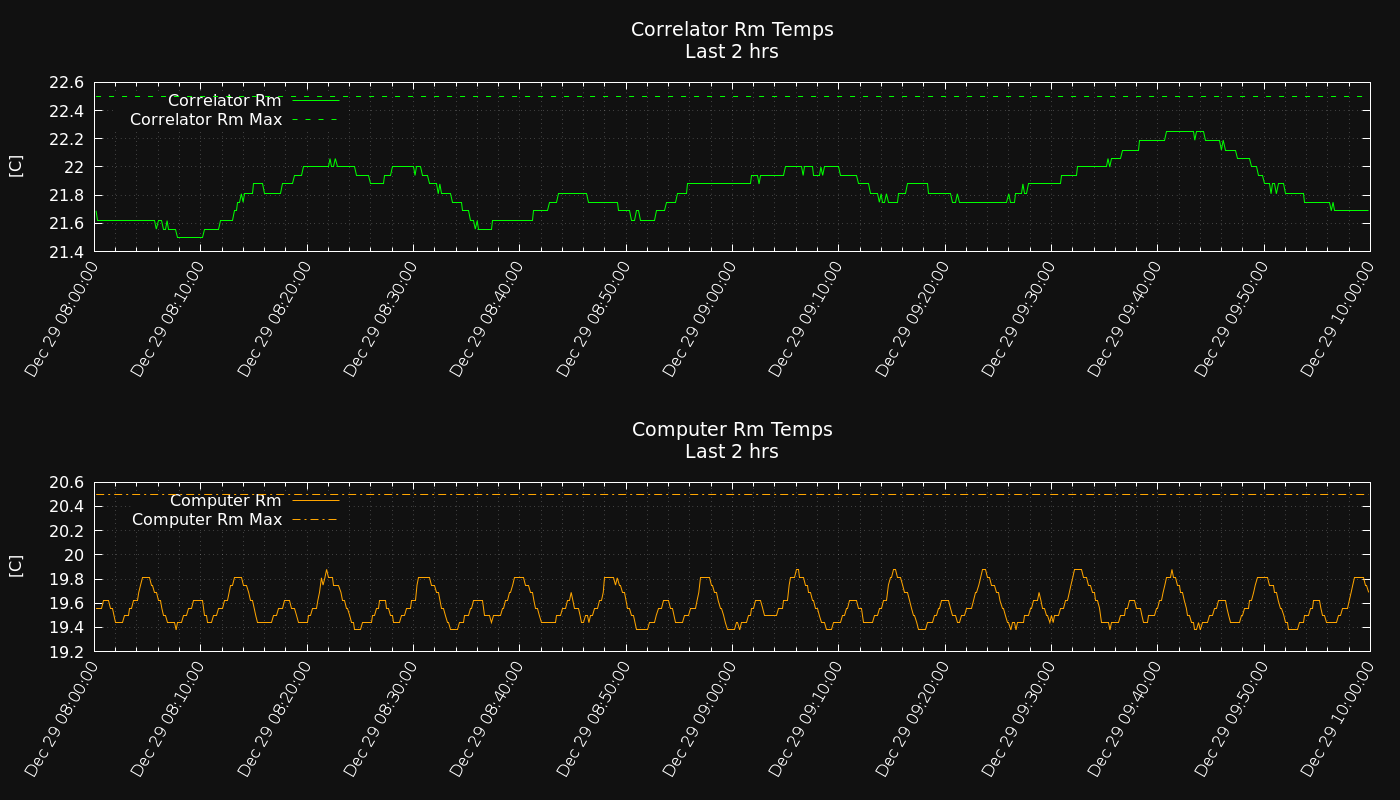 Correlator Rm Temps
Last 2 hrs
[C]
22.6
22.4
22.2
22
21.8
21.6
21.4
Correlator Rm
Correlator Rm Max
Dec 29 08:00:00
Dec 29 08:10:00
Dec 29 08:20:00
Dec 29 08:30:00
Dec 29 08:40:00
Dec 29 08:50:00
Dec 29 09:00:00
Dec 29 09:10:00
Dec 29 09:20:00
Dec 29 09:30:00
Dec 29 09:40:00
Dec 29 09:50:00
Dec 29 10:00:00
Computer Rm Temps
Last 2 hrs
[C]
20.6
20.4
20.2
20
19.8
19.6
19.4
19.2
Computer Rm
Computer Rm Max
Dec 29 08:00:00
Dec 29 08:10:00
Dec 29 08:20:00
Dec 29 08:30:00
Dec 29 08:40:00
Dec 29 08:50:00
Dec 29 09:00:00
Dec 29 09:10:00
Dec 29 09:20:00
Dec 29 09:30:00
Dec 29 09:40:00
Dec 29 09:50:00
Dec 29 10:00:00